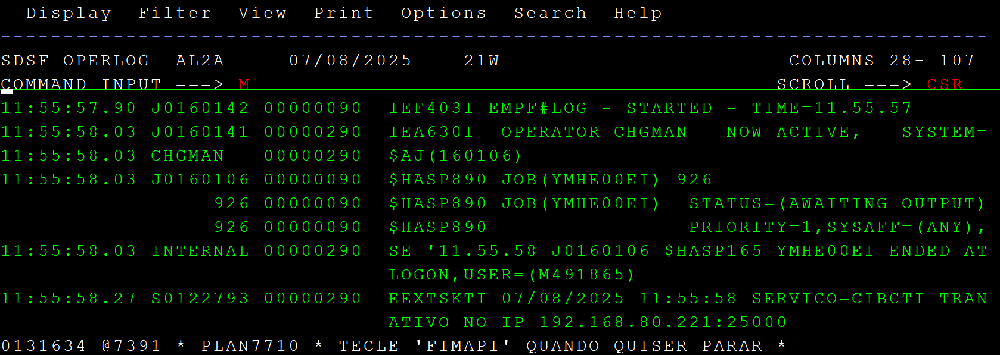 Display  Filter  View  Print  Options  Search  Help
-------------------------------------------------------------------------------
SDSF OPERLOG  AL2A     07/08/2025    21W                       COLUMNS 28- 107
COMMAND INPUT ===> M                                          SCROLL ===> CSR
11:55:57.90 J0160142 00000090  IEF403I EMPF#LOG - STARTED - TIME=11.55.57
11:55:58.03 J0160141 00000290  IEA630I  OPERATOR CHGMAN   NOW ACTIVE,   SYSTEM=
11:55:58.03 CHGMAN   00000290  $AJ(160106)
11:55:58.03 J0160106 00000090  $HASP890 JOB(YMHE00EI) 926
                 926 00000090  $HASP890 JOB(YMHE00EI)  STATUS=(AWAITING OUTPUT)
                 926 00000090  $HASP890                PRIORITY=1,SYSAFF=(ANY),
11:55:58.03 INTERNAL 00000290  SE '11.55.58 J0160106 $HASP165 YMHE00EI ENDED AT
                               LOGON,USER=(M491865)
11:55:58.27 S0122793 00000290  EEXTSKTI 07/08/2025 11:55:58 SERVICO=CIBCTI TRAN
                               ATIVO NO IP=192.168.80.221:25000
0131634 @7391 * PLAN7710 * TECLE 'FIMAPI' QUANDO QUISER PARAR *